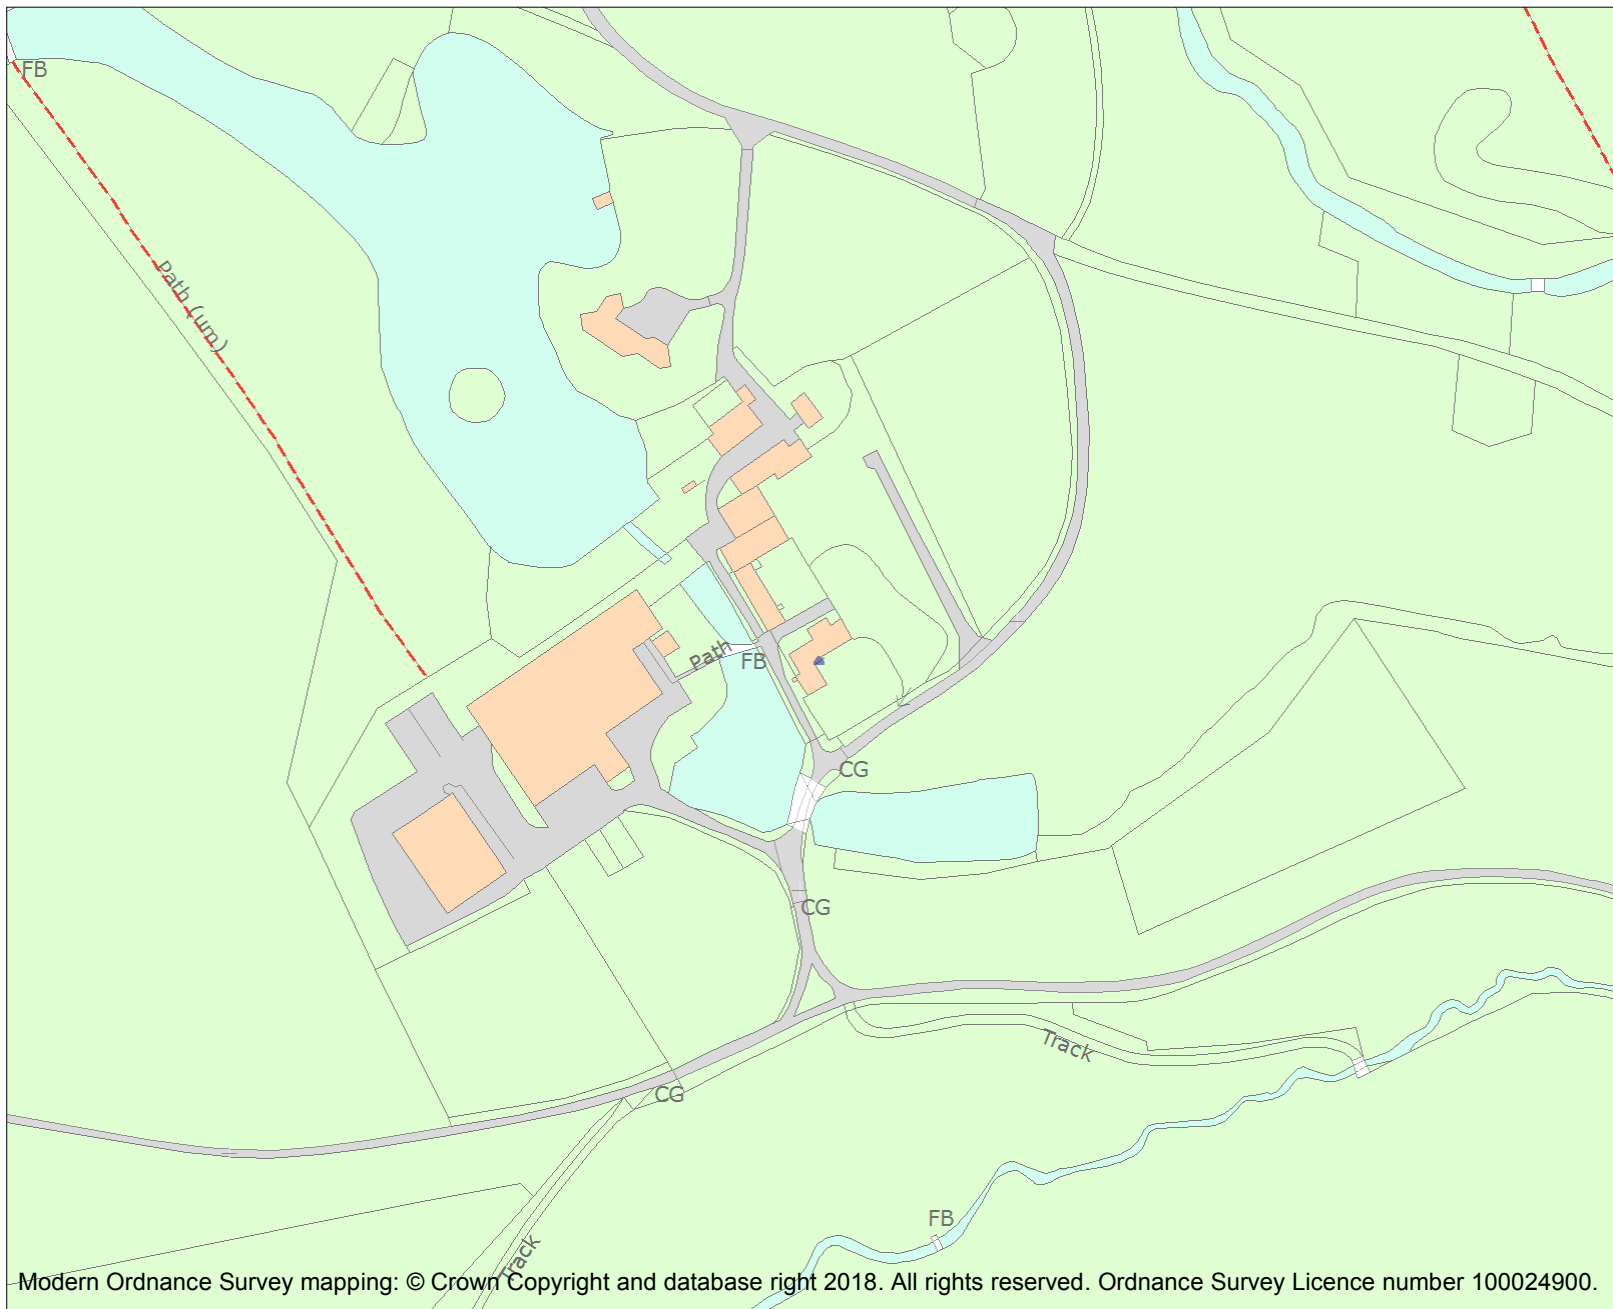 FB
Path (um)
Path
FB
CG
CG
Track
CG
FB
Track
Modern Ordnance Survey mapping: © Crown Copyright and database right 2018. All rights reserved. Ordnance Survey Licence number 100024900.